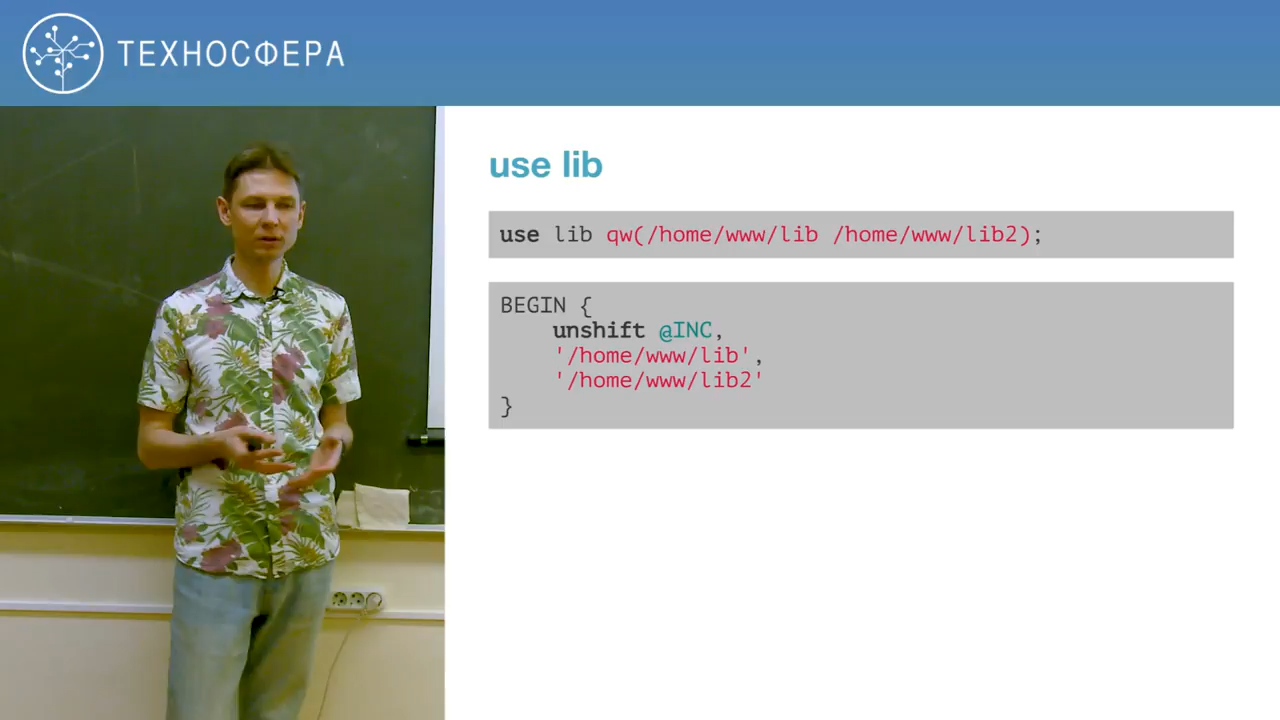 ТЕХНОСФЕРА
use lib
use lib qw(/home/www/lib /home/www/lib2);
BEGIN {
    unshift @INC,
    '/home/www/lib',
    '/home/www/lib2'
}